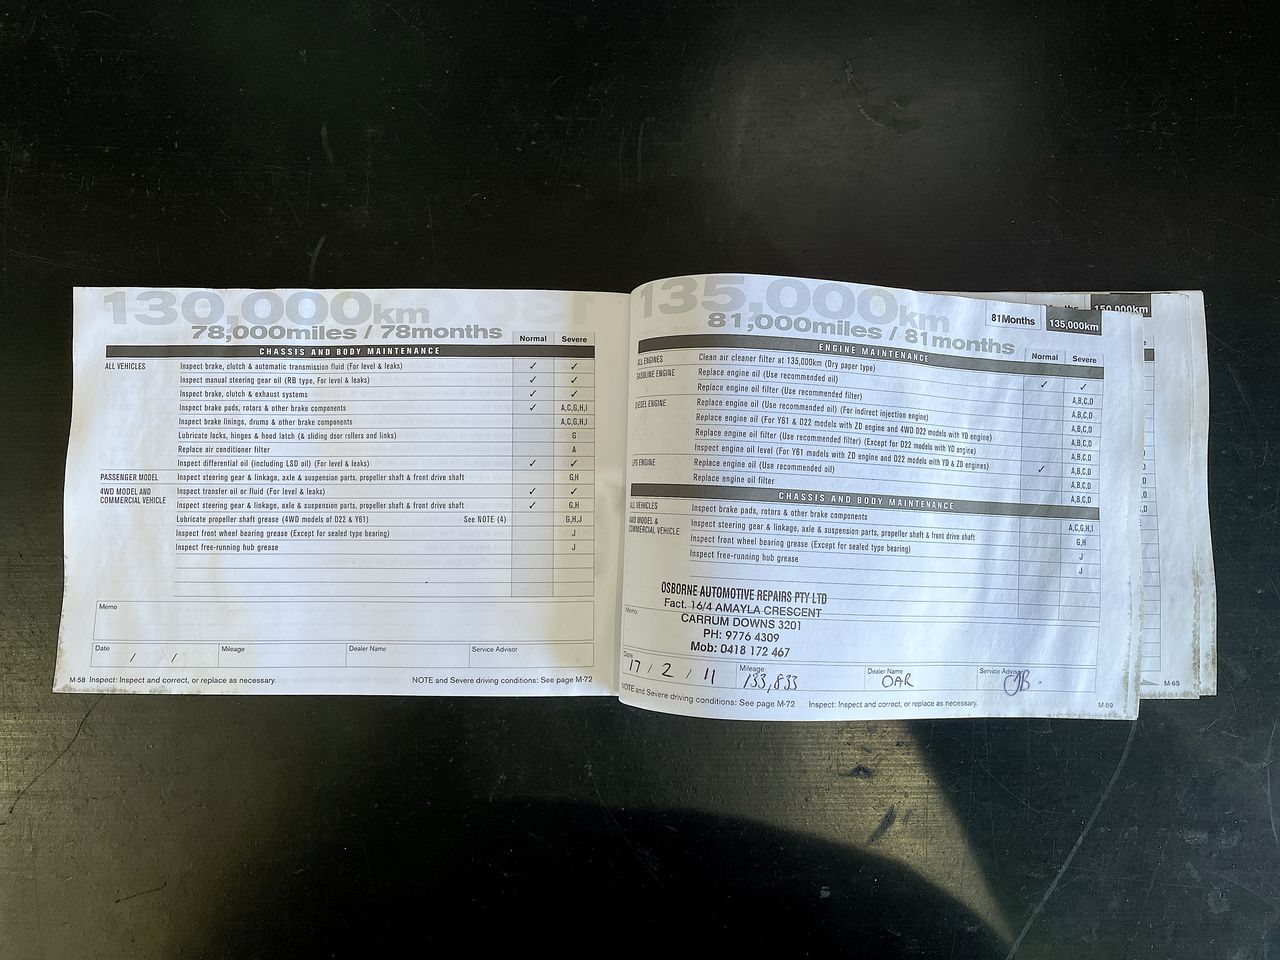 130,000km
78,000miles / 78months
Normal Severe
CHASSIS AND BODY MAINTENANCE
ALL VEHICLES Inspect brake, clutch & automatic transmission fluid (For level & leaks) ✓ ✓
Inspect manual steering gear oil (RB type, For level & leaks) ✓ ✓
Inspect brake, clutch & exhaust systems ✓ ✓
Inspect brake pads, rotors & other brake components ✓ A,C,G,H,I
Inspect brake linings, drums & other brake components A,C,G,H,I
Lubricate locks, hinges & hood latch (& sliding door rollers and links) G
Replace air conditioner filter A
Inspect differential oil (including LSD oil) (For level & leaks) ✓ ✓
PASSENGER MODEL Inspect steering gear & linkage, axle & suspension parts, propeller shaft & front drive shaft G,H
4WD MODEL AND COMMERCIAL VEHICLE Inspect transfer oil or fluid (For level & leaks) ✓ ✓
Inspect steering gear & linkage, axle & suspension parts, propeller shaft & front drive shaft ✓ G,H
Lubricate propeller shaft grease (4WD models of D22 & Y61) See NOTE (4) G,H,J
Inspect front wheel bearing grease (Except for sealed type bearing) J
Inspect free-running hub grease J
Memo
Date / / Mileage Dealer Name Service Advisor
M-58 Inspect: Inspect and correct, or replace as necessary. NOTE and Severe driving conditions: See page M-72
135,000km
81,000miles / 81months
81Months 135,000km
Normal Severe
ENGINE MAINTENANCE
ALL ENGINES Clean air cleaner filter at 135,000km (Dry paper type)
GASOLINE ENGINE Replace engine oil (Use recommended oil) ✓ ✓
Replace engine oil filter (Use recommended filter) A,B,C,D
DIESEL ENGINE Replace engine oil (Use recommended oil) (For indirect injection engine) A,B,C,D
Replace engine oil (For Y61 & D22 models with ZD engine and 4WD D22 models with YD engine) A,B,C,D
Replace engine oil filter (Use recommended filter) (Except for D22 models with YD engine) A,B,C,D
Inspect engine oil level (For Y61 models with ZD engine and D22 models with YD & ZD engines) A,B,C,D
LPG ENGINE Replace engine oil (Use recommended oil) ✓ A,B,C,D
Replace engine oil filter A,B,C,D
A,B,C,D
CHASSIS AND BODY MAINTENANCE
ALL VEHICLES Inspect brake pads, rotors & other brake components
4WD MODEL & COMMERCIAL VEHICLE Inspect steering gear & linkage, axle & suspension parts, propeller shaft & front drive shaft A,C,G,H,I
Inspect front wheel bearing grease (Except for sealed type bearing) G,H
Inspect free-running hub grease J
J
OSBORNE AUTOMOTIVE REPAIRS PTY LTD
Fact. 16/4 AMAYLA CRESCENT
Memo
CARRUM DOWNS 3201
PH: 9776 4309
Mob: 0418 172 467
Date 17 / 2 / 11 Mileage 133,833 Dealer Name OAR Service Advisor
NOTE and Severe driving conditions: See page M-72 Inspect: Inspect and correct, or replace as necessary. M-59
150,000km
M-65